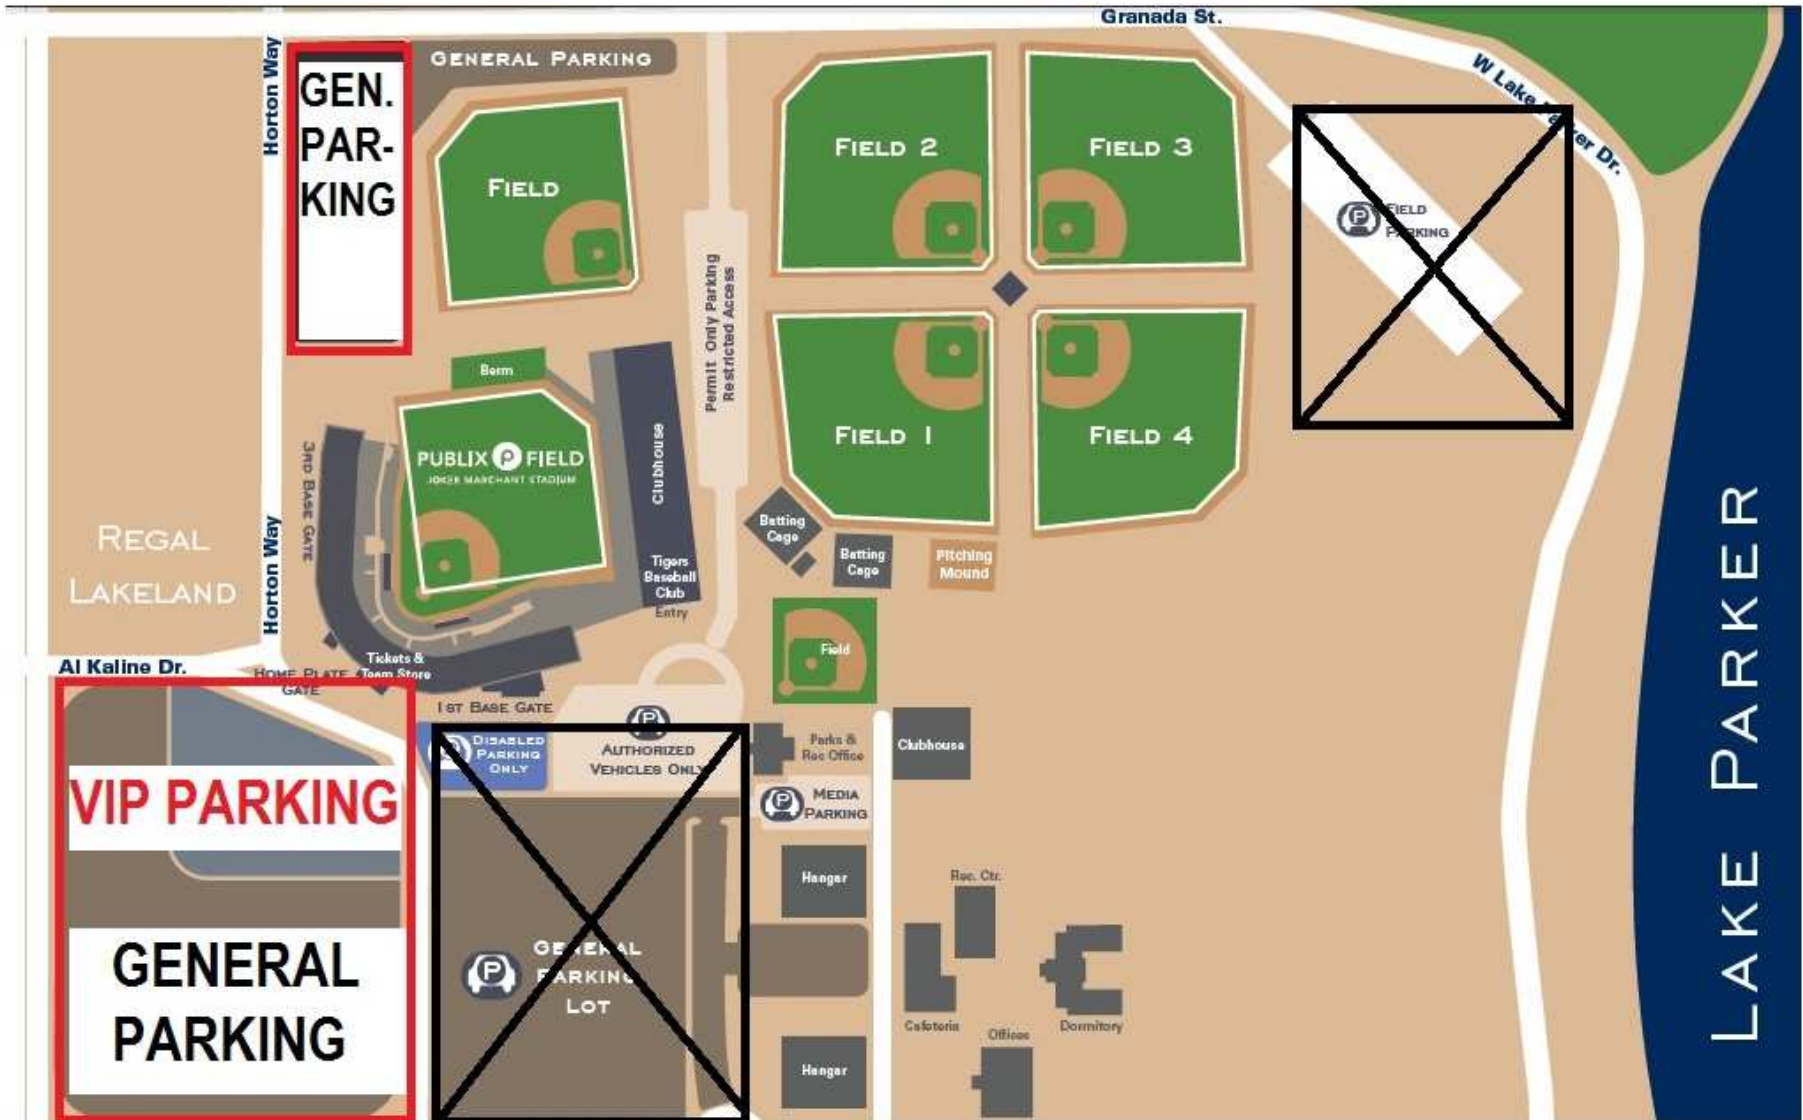 Granada St.
Horton Way
GEN.
PAR-
KING
GENERAL PARKING
W Lake Parker Dr.
FIELD 2
FIELD 3
FIELD
FIELD
PARKING
Permit Only Parking
Restricted Access
Berm
PUBLIX P FIELD
JOKER MARCHANT STADIUM
Clubhouse
FIELD 1
FIELD 4
3RD BASE GATE
REGAL
LAKELAND
Horton Way
Batting
Cage
Batting
Cage
Pitching
Mound
Tigers
Baseball
Club
Entry
Field
Al Kaline Dr.
HOME PLATE
GATE
Tickets &
Team Store
1ST BASE GATE
DISABLED
PARKING
ONLY
P
AUTHORIZED
VEHICLES ONLY
Parks &
Rec Office
Clubhouse
VIP PARKING
P
MEDIA
PARKING
Hangar
Rec. Ctr.
GENERAL
PARKING
P
GENERAL
PARKING
LOT
Cafeteria
Dormitory
Offices
Hangar
P
LAKE PARKER